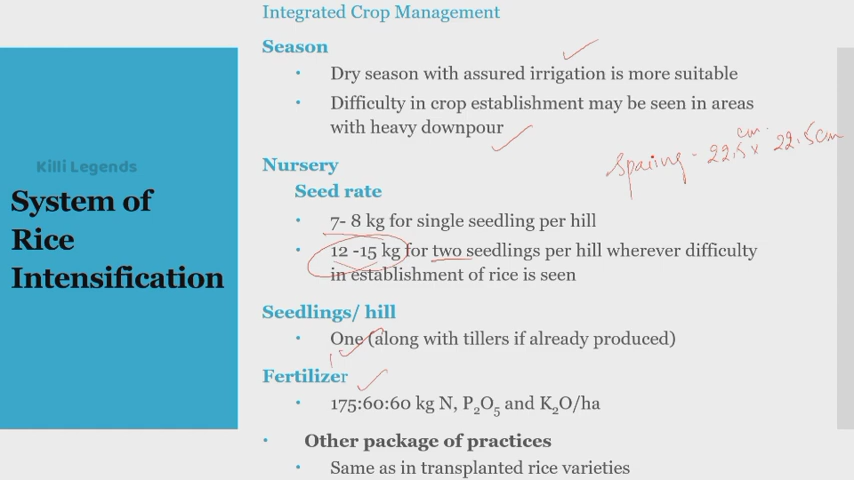 Integrated Crop Management
Season
• Dry season with assured irrigation is more suitable
• Difficulty in crop establishment may be seen in areas
with heavy downpour
Spacing - 22.5 cm x 22.5 cm
Nursery
Seed rate
• 7- 8 kg for single seedling per hill
• 12 -15 kg for two seedlings per hill wherever difficulty
in establishment of rice is seen
Seedlings/ hill
• One (along with tillers if already produced)
Fertilizer
• 175:60:60 kg N, P₂O₅ and K₂O/ha
• Other package of practices
• Same as in transplanted rice varieties
Killi Legends
System of
Rice
Intensification